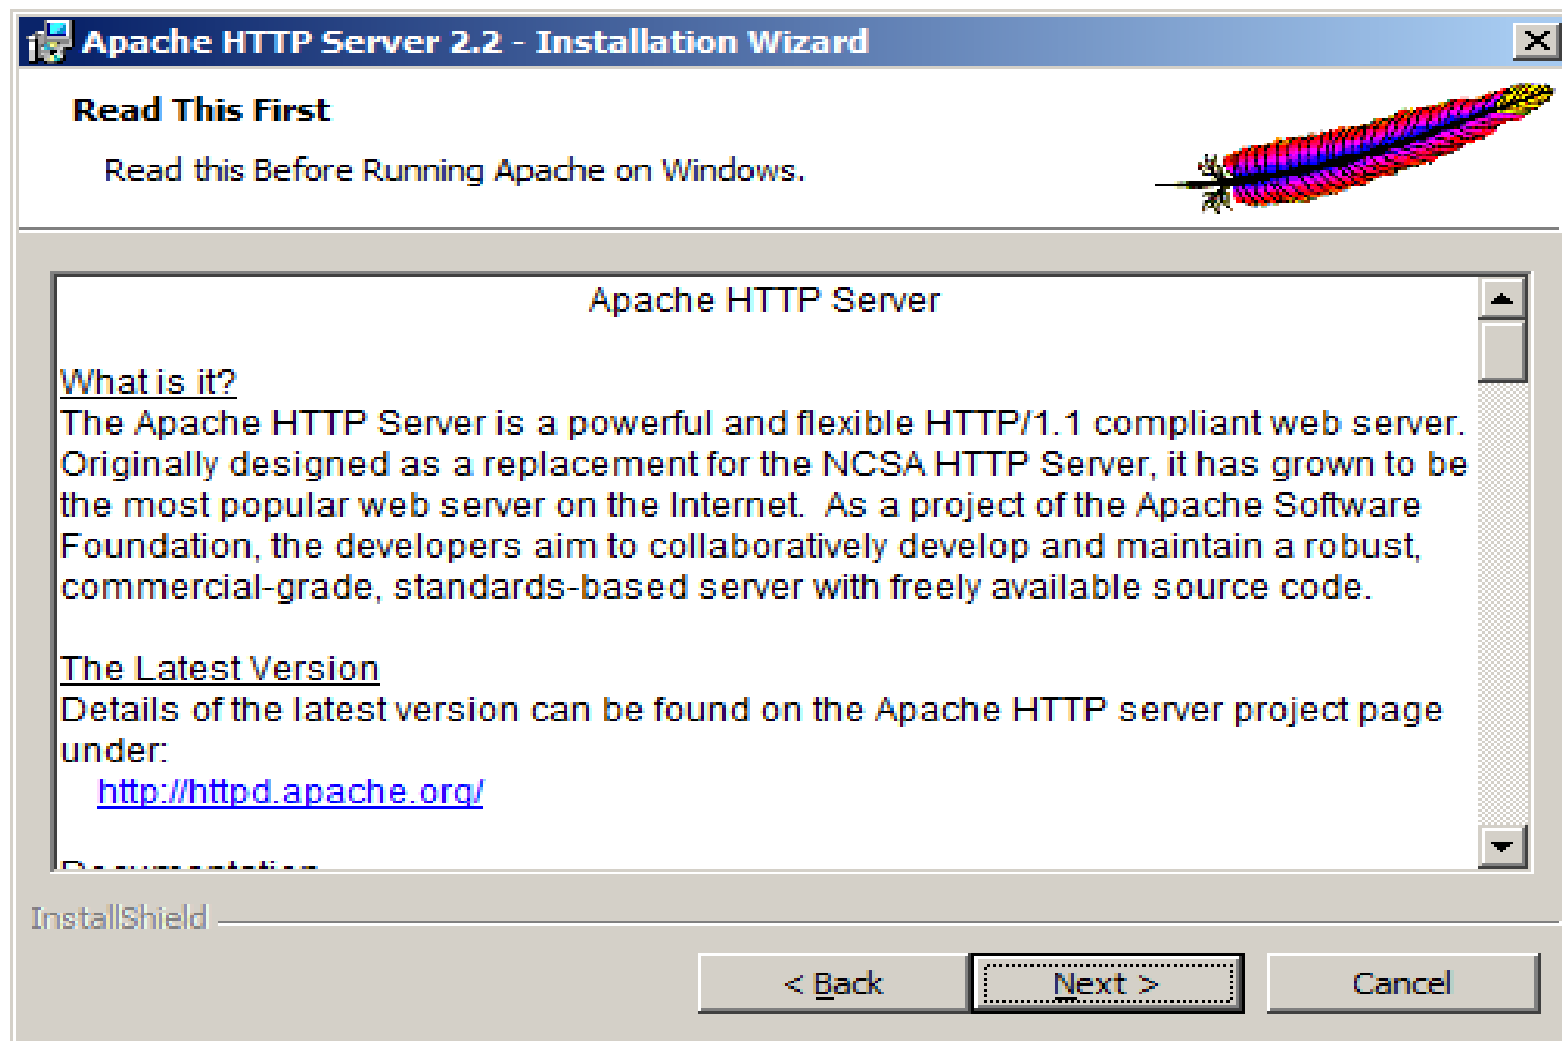 Apache HTTP Server 2.2 - Installation Wizard
Read This First
Read this Before Running Apache on Windows.
Apache HTTP Server
What is it?
The Apache HTTP Server is a powerful and flexible HTTP/1.1 compliant web server.
Originally designed as a replacement for the NCSA HTTP Server, it has grown to be
the most popular web server on the Internet.  As a project of the Apache Software
Foundation, the developers aim to collaboratively develop and maintain a robust,
commercial-grade, standards-based server with freely available source code.
The Latest Version
Details of the latest version can be found on the Apache HTTP server project page
under:
http://httpd.apache.org/
Documentation
InstallShield
< Back
Next >
Cancel